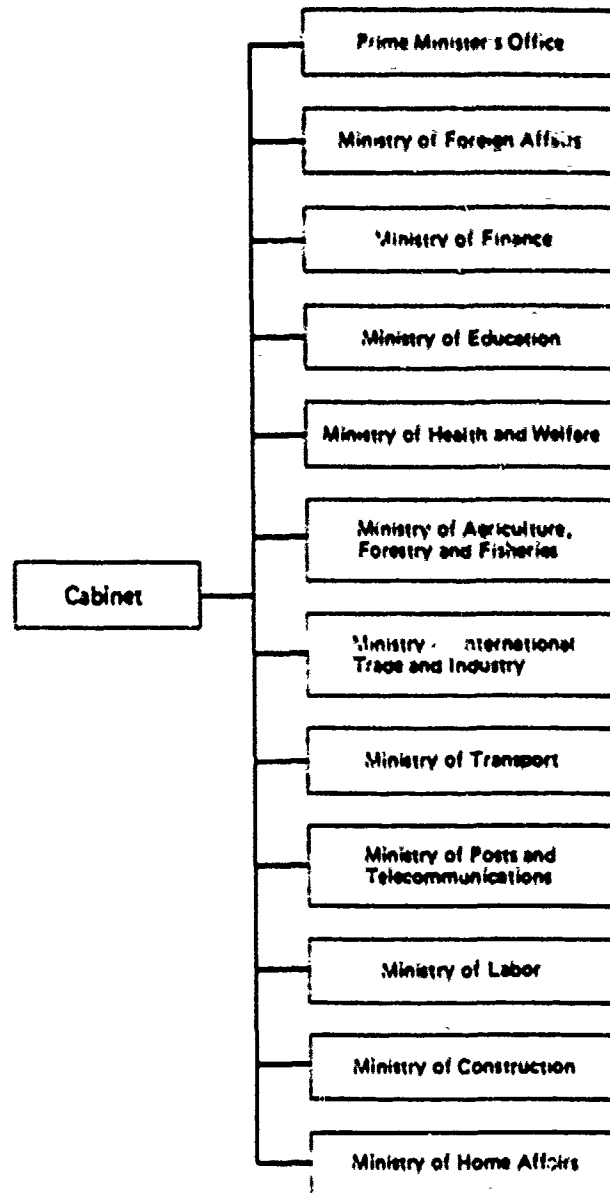 Prime Minister's Office
Ministry of Foreign Affairs
Ministry of Finance
Ministry of Education
Ministry of Health and Welfare
Ministry of Agriculture,
Forestry and Fisheries
Cabinet
Ministry International
Trade and Industry
Ministry of Transport
Ministry of Posts and
Telecommunications
Ministry of Labor
Ministry of Construction
Ministry of Home Affairs